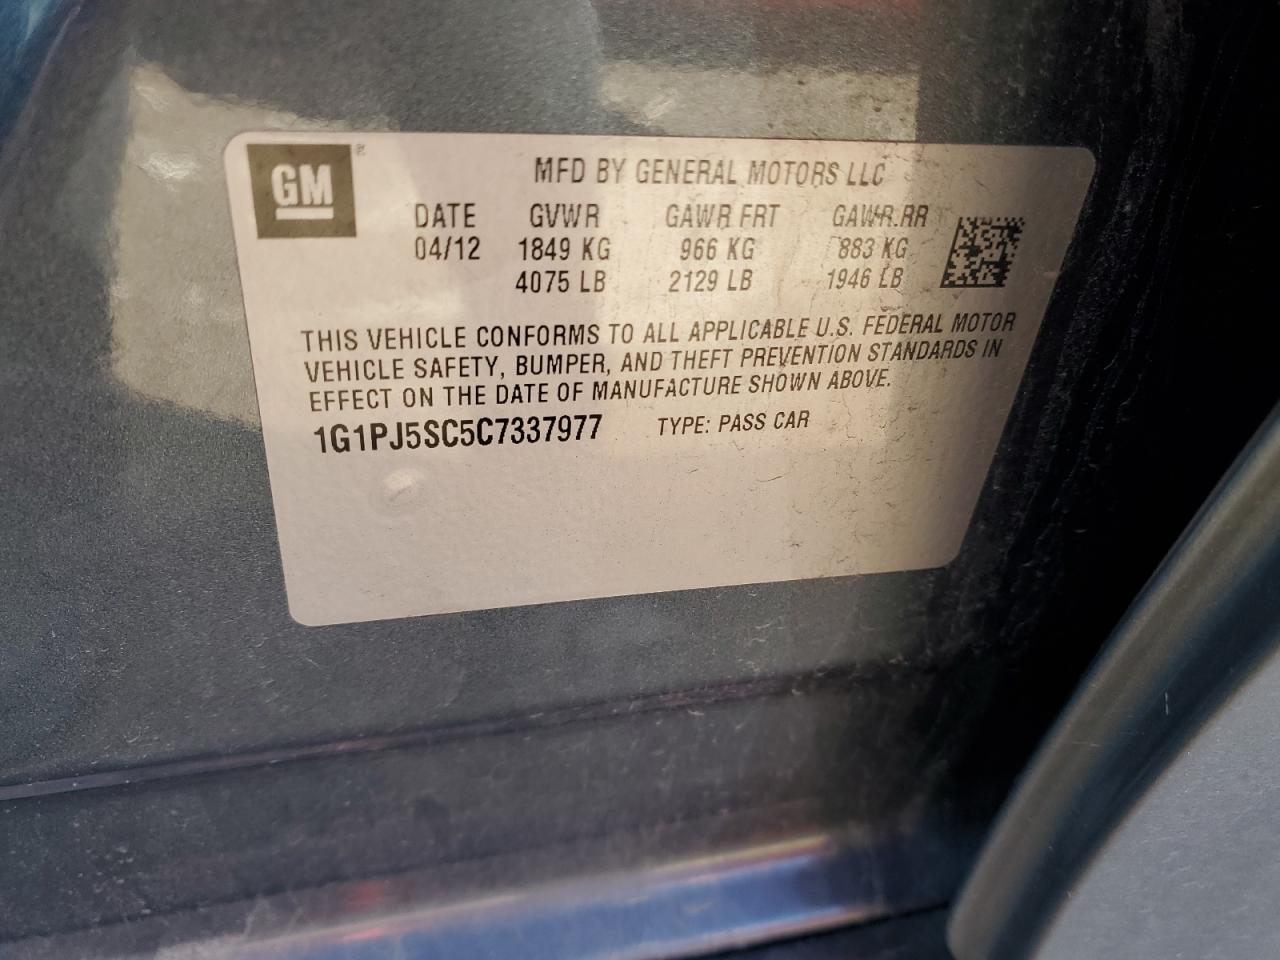 GM
MFD BY GENERAL MOTORS LLC
DATE GVWR GAWR FRT GAWR RR
04/12 1849 KG 966 KG 883 KG
4075 LB 2129 LB 1946 LB
THIS VEHICLE CONFORMS TO ALL APPLICABLE U.S. FEDERAL MOTOR
VEHICLE SAFETY, BUMPER, AND THEFT PREVENTION STANDARDS IN
EFFECT ON THE DATE OF MANUFACTURE SHOWN ABOVE.
1G1PJ5SC5C7337977 TYPE: PASS CAR